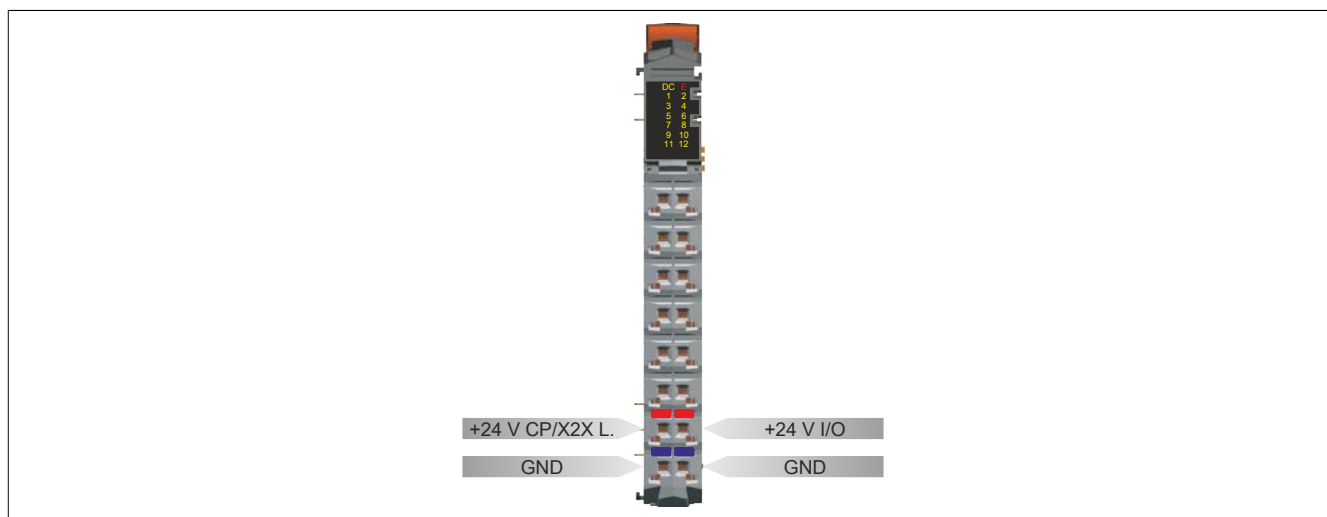 DC E
1 2
3 4
5 6
7 8
9 10
11 12
+24 V CP/X2X L.
+24 V I/O
GND
GND